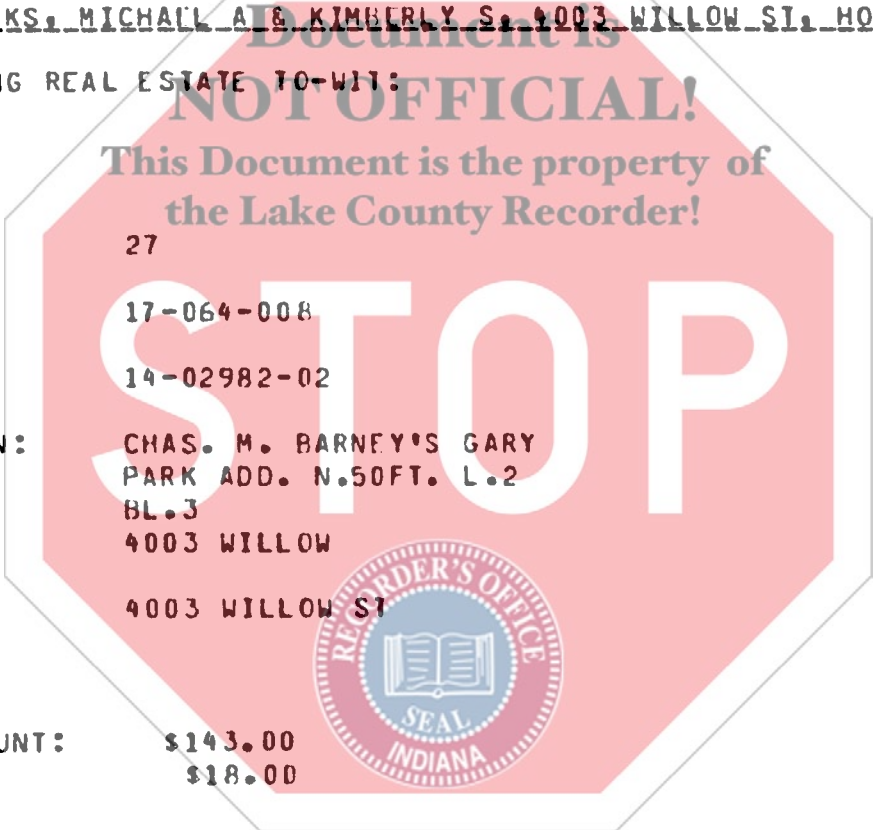 KS, MICHAEL A & KIMBERLY S, 4003 WILLOW ST, HO
Document is
G REAL ESTATE TO-WIT:
NOT OFFICIAL!
This Document is the property of
the Lake County Recorder!
27
17-064-008
14-02982-02
STOP
N: CHAS. M. BARNEY'S GARY
PARK ADD. N.50FT. L.2
BL.3
4003 WILLOW
4003 WILLOW ST
RECORDER'S OFFICE
SEAL
INDIANA
UNT: $143.00
$18.00